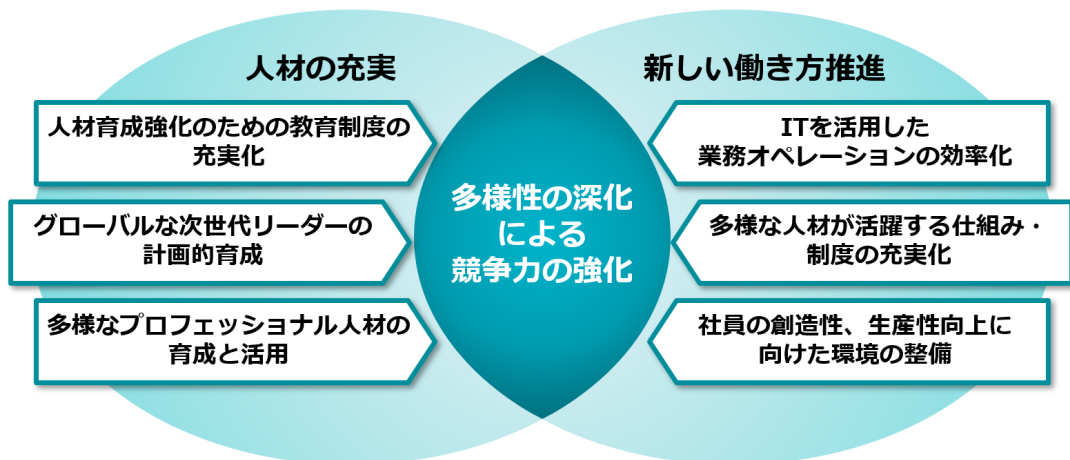 人材の充実
人材育成強化のための教育制度の
充実化
グローバルな次世代リーダーの
計画的育成
多様なプロフェッショナル人材の
育成と活用
多様性の深化
による
競争力の強化
新しい働き方推進
ITを活用した
業務オペレーションの効率化
多様な人材が活躍する仕組み・
制度の充実化
社員の創造性、生産性向上に
向けた環境の整備